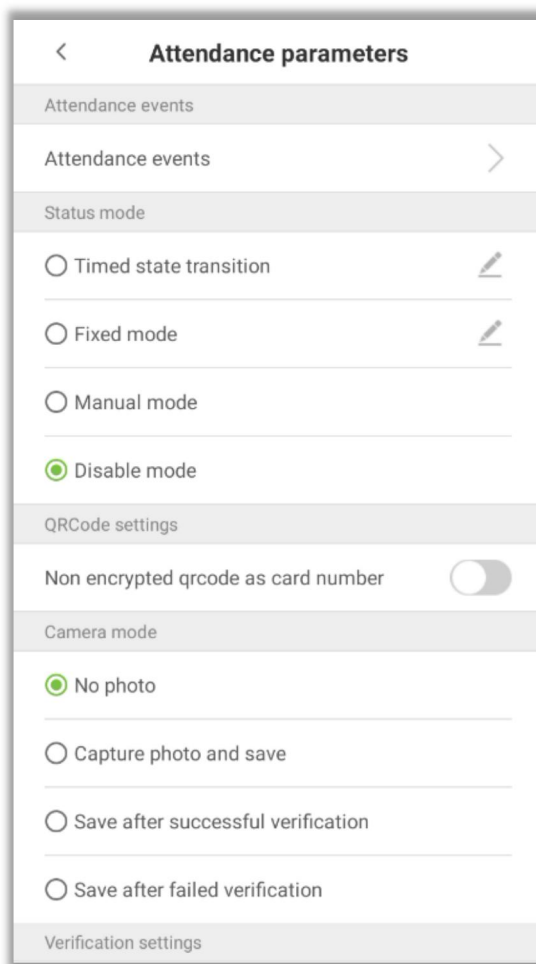 Attendance parameters
Attendance events
Attendance events
Status mode
Timed state transition
Fixed mode
Manual mode
Disable mode
QRCode settings
Non encrypted qrcode as card number
Camera mode
No photo
Capture photo and save
Save after successful verification
Save after failed verification
Verification settings